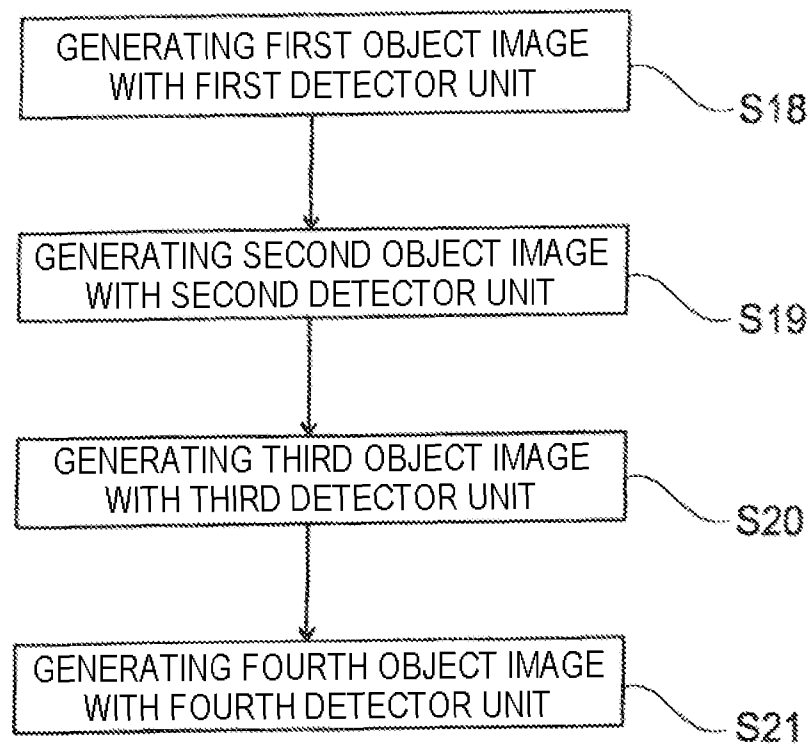 GENERATING FIRST OBJECT IMAGE
WITH FIRST DETECTOR UNIT
S18
GENERATING SECOND OBJECT IMAGE
WITH SECOND DETECTOR UNIT
S19
GENERATING THIRD OBJECT IMAGE
WITH THIRD DETECTOR UNIT
S20
GENERATING FOURTH OBJECT IMAGE
WITH FOURTH DETECTOR UNIT
S21